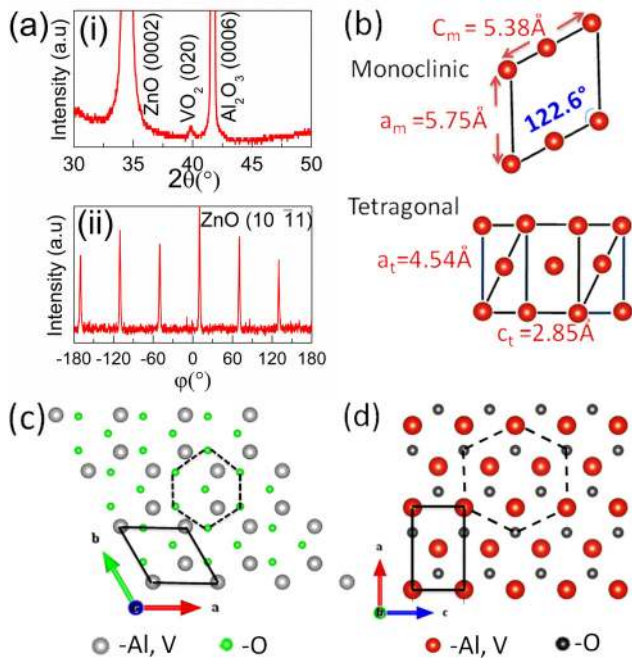 (a)
(i)
Intensity (a.u)
ZnO (0002)
VO₂ (020)
Al₂O₃ (0006)
30 35 40 45 50
2θ(°)
(ii)
ZnO (10 1̄1)
Intensity (a.u)
-180 -120 -60 0 60 120 180
φ(°)
(b)
Cₘ = 5.38Å
Monoclinic
aₘ=5.75Å
122.6°
Tetragonal
aₜ=4.54Å
cₜ=2.85Å
(c)
b
c
a
-Al, V
-O
(d)
a
b
c
-Al, V
-O